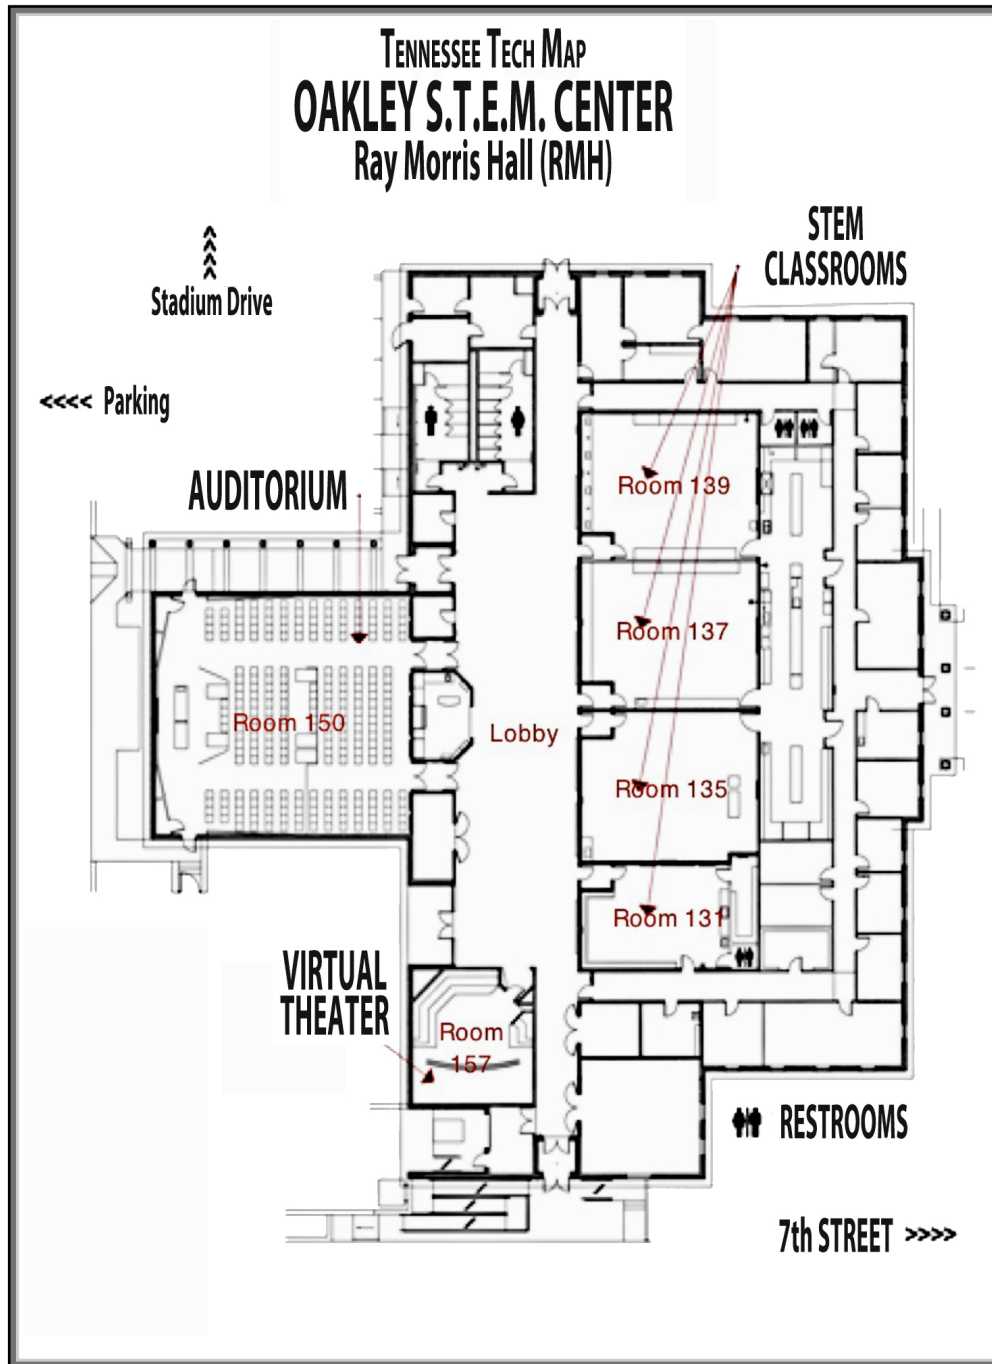 TENNESSEE TECH MAP
OAKLEY S.T.E.M. CENTER
Ray Morris Hall (RMH)
STEM
CLASSROOMS
Stadium Drive
<<<< Parking
AUDITORIUM
Room 139
Room 137
Room 150
Lobby
Room 135
Room 131
VIRTUAL
THEATER
Room
157
RESTROOMS
7th STREET >>>>